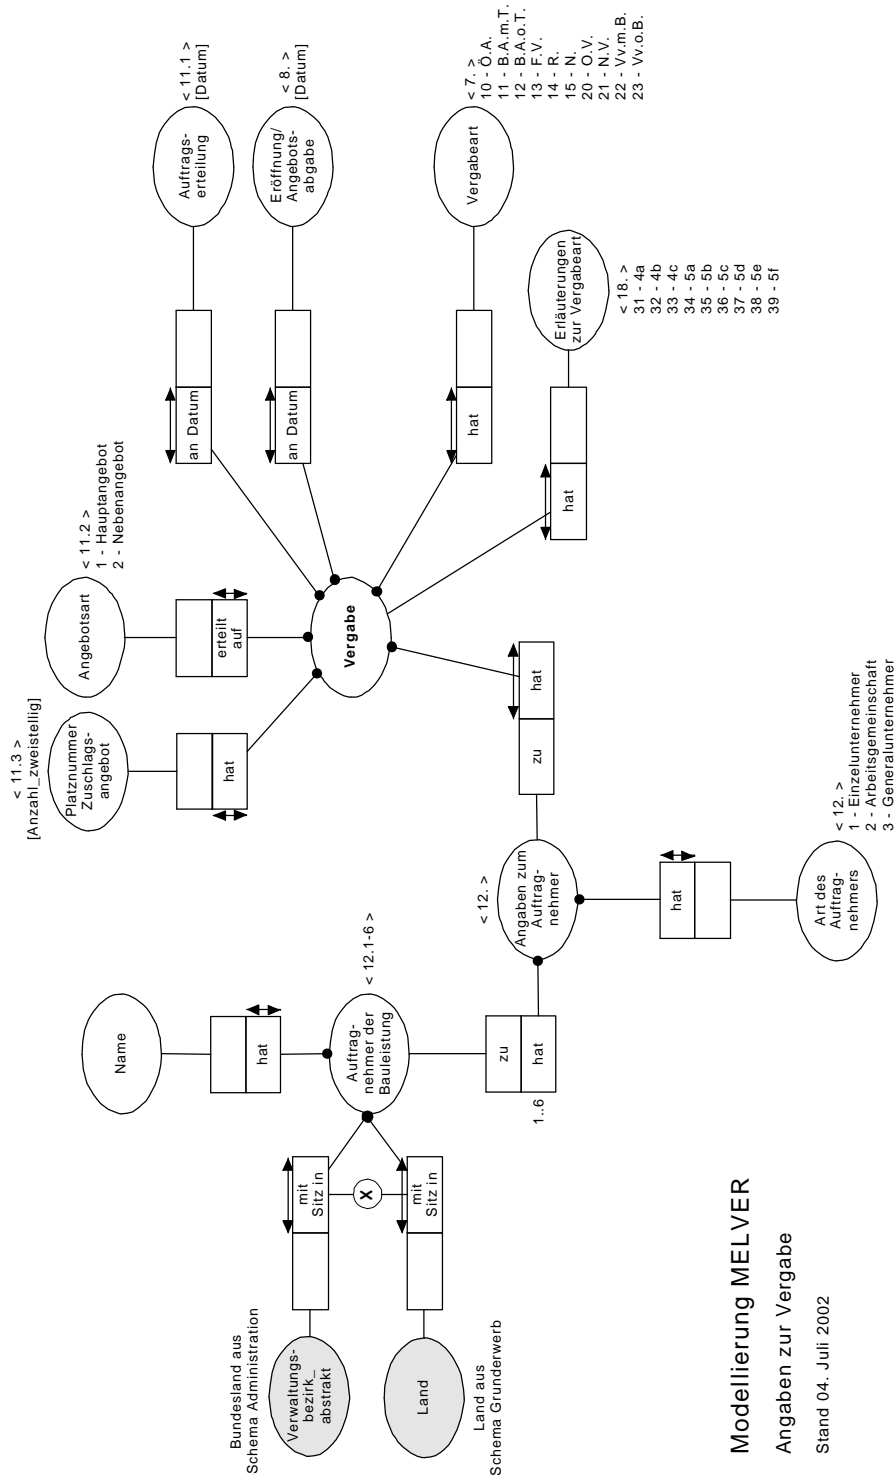 Bundesland aus
Schema Administration
Verwaltungs-
bezirk_
abstrakt
mit
Sitz in
X
Land aus
Schema Grunderwerb
Land
mit
Sitz in
Name
hat
Auftrag-
nehmer der
Bauleistung
< 12.1-6 >
zu
hat
1..6
< 12. >
Angaben zum
Auftrag-
nehmer
hat
Art des
Auftrag-
nehmers
< 12. >
1 - Einzelunternehmer
2 - Arbeitsgemeinschaft
3 - Generalunternehmer
zu
hat
< 11.3 >
[Anzahl_zweistellig]
Platznummer
Zuschlags-
angebot
hat
Angebotsart
< 11.2 >
1 - Hauptangebot
2 - Nebenangebot
erteilt
auf
Vergabe
an Datum
Auftrags-
erteilung
< 11.1 >
[Datum]
an Datum
Eröffnung/
Angebots-
abgabe
< 8. >
[Datum]
hat
Vergabeart
< 7. >
10 - Ö.A.
11 - B.A.m.T.
12 - B.A.o.T.
13 - F.V.
14 - R.
15 - N.
20 - O.V.
21 - N.V.
22 - Vv.m.B.
23 - Vv.o.B.
hat
Erläuterungen
zur Vergabeart
< 18. >
31 - 4a
32 - 4b
33 - 4c
34 - 5a
35 - 5b
36 - 5c
37 - 5d
38 - 5e
39 - 5f
Modellierung MELVER
Angaben zur Vergabe
Stand 04. Juli 2002